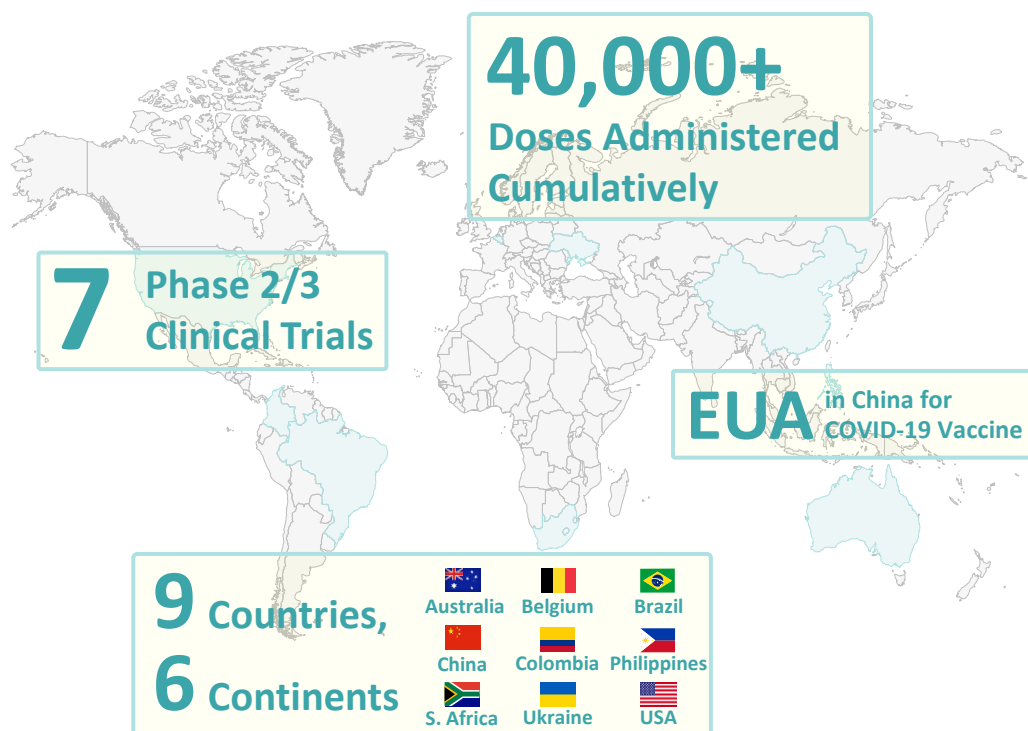 40,000+
Doses Administered
Cumulatively
7
Phase 2/3
Clinical Trials
EUA
in China for
COVID-19 Vaccine
9 Countries,
6 Continents
Australia
Belgium
Brazil
China
Colombia
Philippines
S. Africa
Ukraine
USA